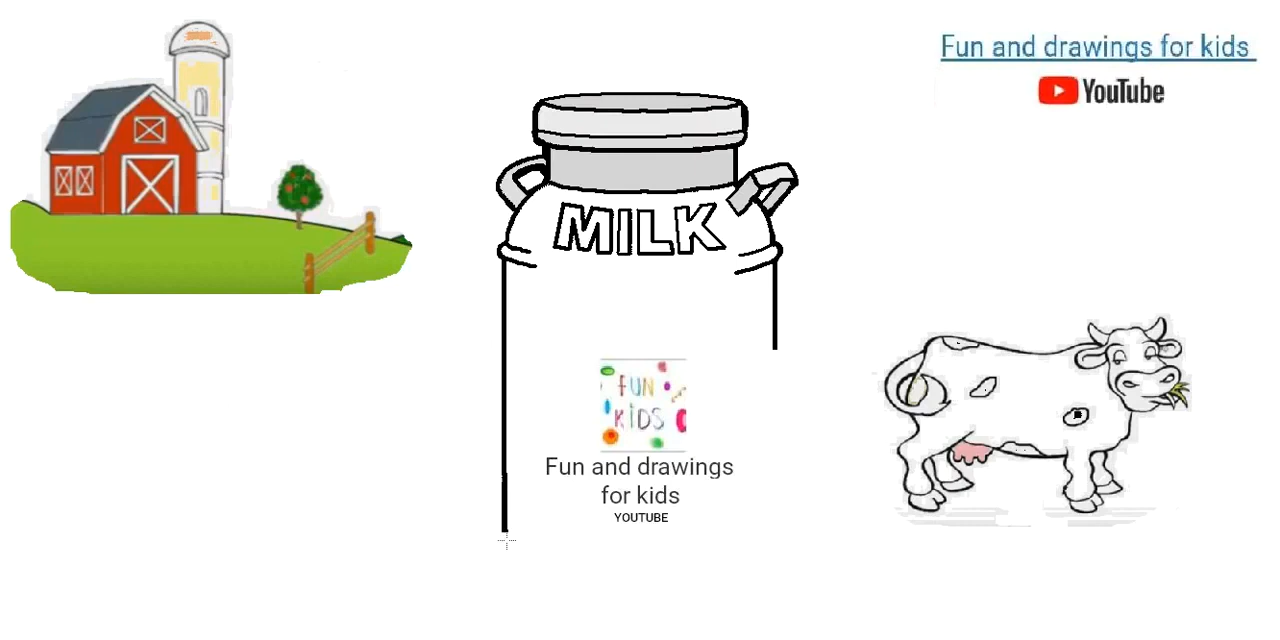 Fun and drawings for kids
YouTube
MILK
FUN
KIDS
Fun and drawings
for kids
YOUTUBE